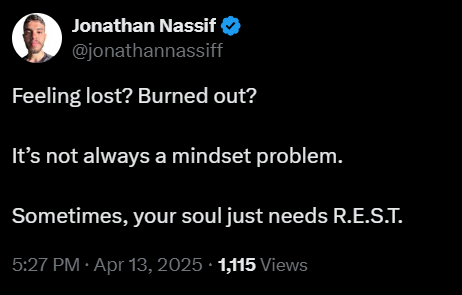 Jonathan Nassif
@jonathannassiff
Feeling lost? Burned out?
It’s not always a mindset problem.
Sometimes, your soul just needs R.E.S.T.
5:27 PM · Apr 13, 2025 · 1,115 Views